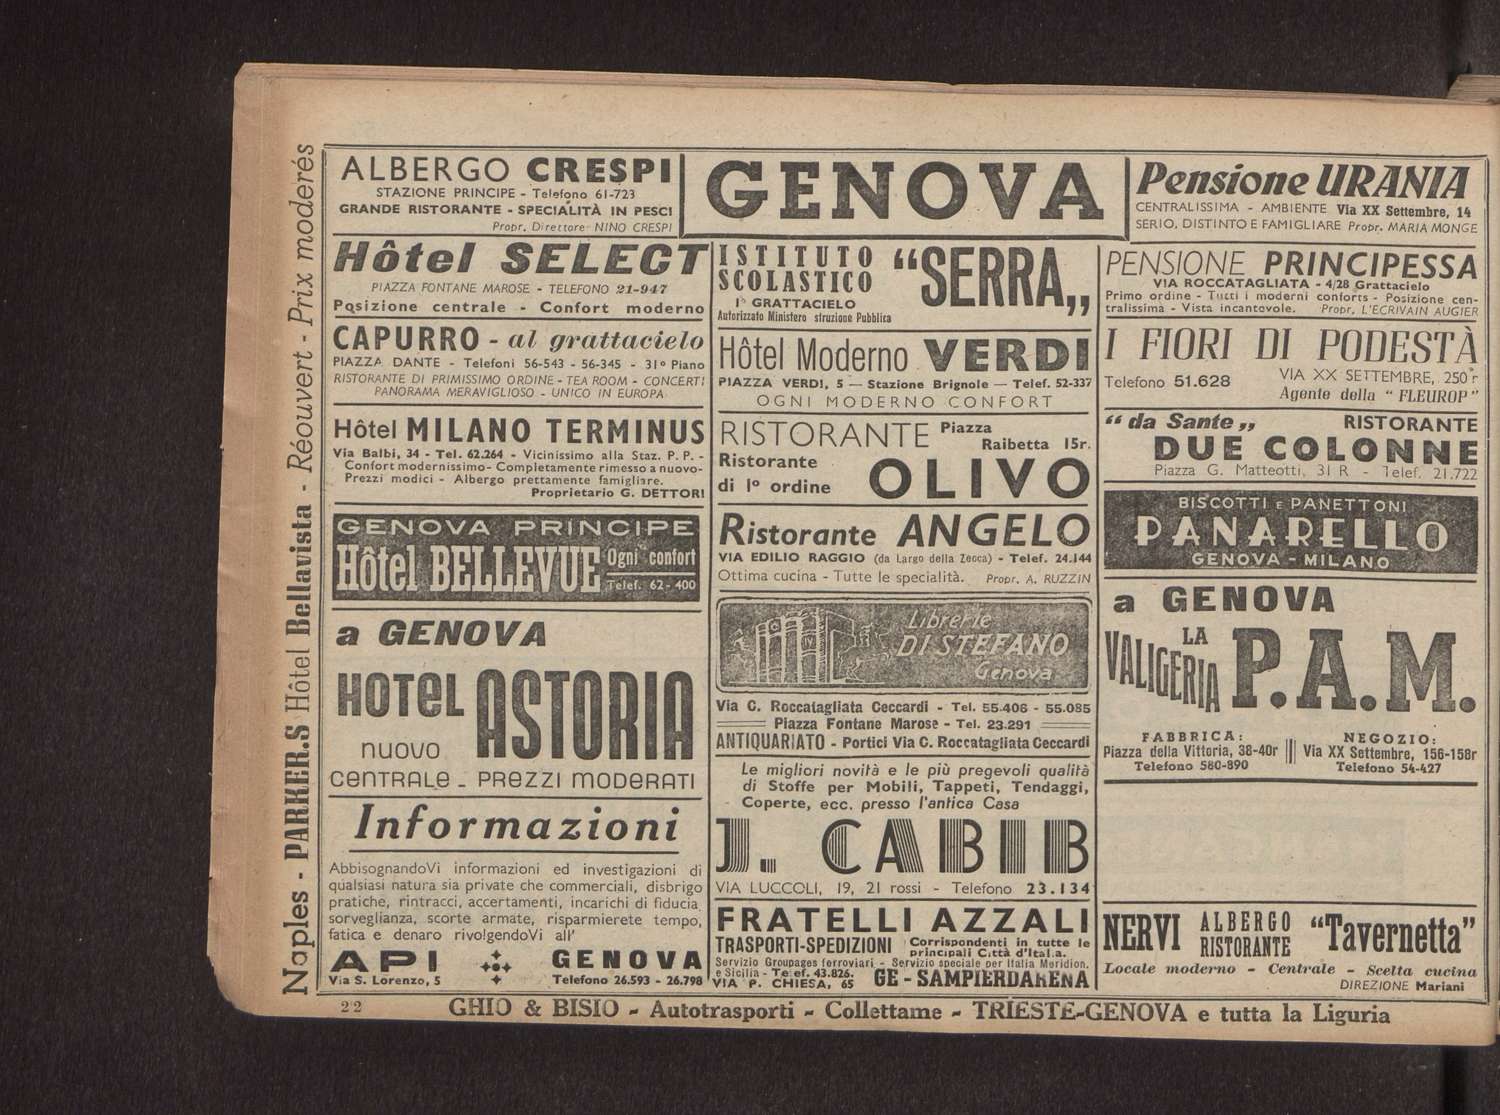 Naples - PARKER.S Hôtel Bellavista - Réouvert - Prix moderés
ALBERGO CRESPI
STAZIONE PRINCIPE - Telefono 61-723
GRANDE RISTORANTE - SPECIALITÀ IN PESCI
Propr. Direttore NINO CRESPI
GENOVA
Pensione URANIA
CENTRALISSIMA - AMBIENTE Via XX Settembre, 14
SERIO, DISTINTO E FAMIGLIARE Propr. MARIA MONGE
Hôtel SELECT
PIAZZA FONTANE MAROSE - TELEFONO 21-947
Posizione centrale - Confort moderno
CAPURRO - al grattacielo
PIAZZA DANTE - Telefoni 56-543 - 56-345 - 31º Piano
RISTORANTE DI PRIMISSIMO ORDINE - TEA ROOM - CONCERTI
PANORAMA MERAVIGLIOSO - UNICO IN EUROPA
Hôtel MILANO TERMINUS
Via Balbi, 34 - Tel. 62.264 - Vicinissimo alla Staz. P. P. -
Confort modernissimo - Completamente rimesso a nuovo-
Prezzi modici - Albergo prettamente famigliare.
Proprietario G. DETTORI
GENOVA PRINCIPE
Hôtel BELLEVUE Ogni confort
Telef. 62-400
a GENOVA
HOTEL ASTORIA
NUOVO
CENTRALE - PREZZI MODERATI
Informazioni
AbbisognandoVi informazioni ed investigazioni di
qualsiasi natura sia private che commerciali, disbrigo
pratiche, rintracci, accertamenti, incarichi di fiducia
sorveglianza, scorte armate, risparmierete tempo,
fatica e denaro rivolgendoVi all'
API GENOVA
Via S. Lorenzo, 5 Telefono 26.593 - 26.798
ISTITUTO
SCOLASTICO "SERRA„
1º GRATTACIELO
Autorizzato Ministero struzione Pubblica
Hôtel Moderno VERDI
PIAZZA VERDI, 5 — Stazione Brignole — Telef. 52-337
OGNI MODERNO CONFORT
RISTORANTE Piazza
Raibetta 15r.
Ristorante
di Iº ordine OLIVO
Ristorante ANGELO
VIA EDILIO RAGGIO (da Largo della Zecca) - Telef. 24.144
Ottima cucina - Tutte le specialità. Propr. A. RUZZIN
Librerie
DI STEFANO
Genova
Via C. Roccatagliata Ceccardi - Tel. 55.406 - 55.085
Piazza Fontane Marose - Tel. 23.291
ANTIQUARIATO - Portici Via C. Roccatagliata Ceccardi
Le migliori novità e le più pregevoli qualità
di Stoffe per Mobili, Tappeti, Tendaggi,
Coperte, ecc. presso l'antica Casa
J. CABIB
VIA LUCCOLI, 19, 21 rossi - Telefono 23.134
FRATELLI AZZALI
TRASPORTI-SPEDIZIONI Corrispondenti in tutte le
principali Città d'Italia.
Servizio Groupages ferroviari - Servizio speciale per Italia Meridion.
e Sicilia - Telef. 43.826.
VIA P. CHIESA, 65 GE - SAMPIERDARENA
PENSIONE PRINCIPESSA
VIA ROCCATAGLIATA - 4/28 Grattacielo
Primo ordine - Tutti i moderni conforts - Posizione cen-
tralissima - Vista incantovole. Propr. L'ECRIVAIN AUGIER
I FIORI DI PODESTÀ
Telefono 51.628 VIA XX SETTEMBRE, 250 r
Agente della "FLEUROP"
"da Sante„ RISTORANTE
DUE COLONNE
Piazza G. Matteotti, 31 R - Telef. 21.722
BISCOTTI E PANETTONI
PANARELLO
GENOVA - MILANO
a GENOVA
LA
VALIGERIA P.A.M.
FABBRICA: NEGOZIO:
Piazza della Vittoria, 38-40r Via XX Settembre, 156-158r
Telefono 580-890 Telefono 54-427
NERVI ALBERGO
RISTORANTE "Tavernetta"
Locale moderno - Centrale - Scelta cucina
DIREZIONE Mariani
22 GHIO & BISIO - Autotrasporti - Collettame - TRIESTE-GENOVA e tutta la Liguria